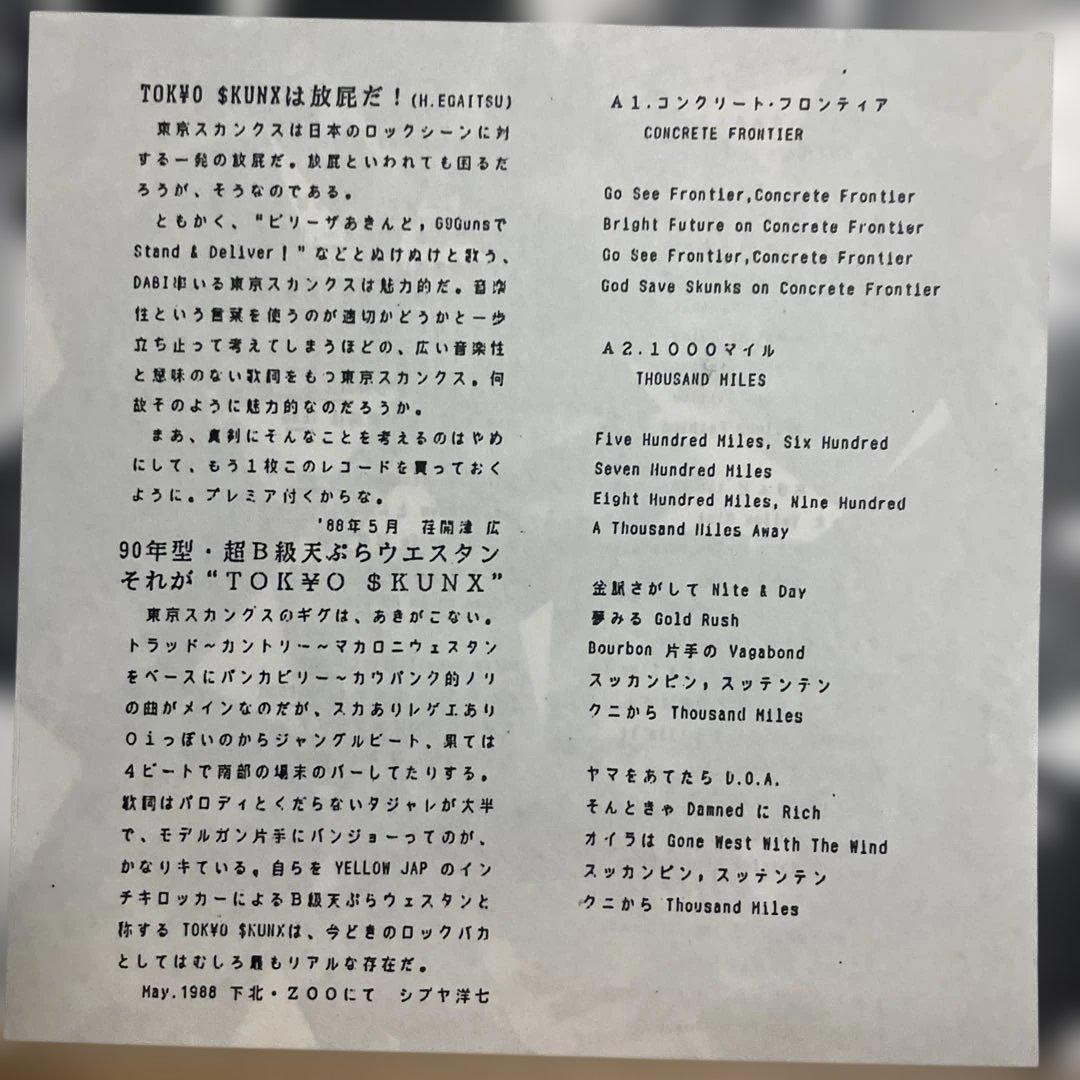 TOK¥O $KUNXは放屁だ！(H.EGAITSU)
東京スカンクスは日本のロックシーンに対
する一発の放屁だ。放屁といわれても困るだ
ろうが、そうなのである。
ともかく、"ビリーザあきんど，69Gunsで
Stand & Deliver！"などとぬけぬけと歌う、
DABI率いる東京スカンクスは魅力的だ。音楽
性という言葉を使うのが適切かどうかと一歩
立ち止って考えてしまうほどの、広い音楽性
と意味のない歌詞をもつ東京スカンクス。何
故そのように魅力的なのだろうか。
まあ、真剣にそんなことを考えるのはやめ
にして、もう1枚このレコードを買っておく
ように。プレミア付くからな。
'88年5月　荏開津 広
90年型・超B級天ぷらウエスタン
それが"TOK¥O $KUNX"
東京スカンクスのギグは、あきがこない。
トラッド～カントリー～マカロニウェスタン
をベースにパンカビリー～カウパンク的ノリ
の曲がメインなのだが、スカありレゲエあり
Oiっぽいのからジャングルビート、果ては
4ビートで南部の場末のバーしてたりする。
歌詞はパロディとくだらないダジャレが大半
で、モデルガン片手にバンジョーってのが、
かなりキている。自らを YELLOW JAP のイン
チキロッカーによるB級天ぷらウェスタンと
称する TOK¥O $KUNXは、今どきのロックバカ
としてはむしろ最もリアルな存在だ。
May.1988 下北・ZOOにて　シブヤ洋七
A1.コンクリート・フロンティア
CONCRETE FRONTIER
Go See Frontier,Concrete Frontier
Bright Future on Concrete Frontier
Go See Frontier,Concrete Frontier
God Save Skunks on Concrete Frontier
A2.1000マイル
THOUSAND MILES
Five Hundred Miles, Six Hundred
Seven Hundred Miles
Eight Hundred Miles, Nine Hundred
A Thousand Miles Away
金脈さがして Nite & Day
夢みる Gold Rush
Bourbon 片手の Vagabond
スッカンピン，スッテンテン
クニから Thousand Miles
ヤマをあてたら D.O.A.
そんときゃ Damned に Rich
オイラは Gone West With The Wind
スッカンピン，スッテンテン
クニから Thousand Miles